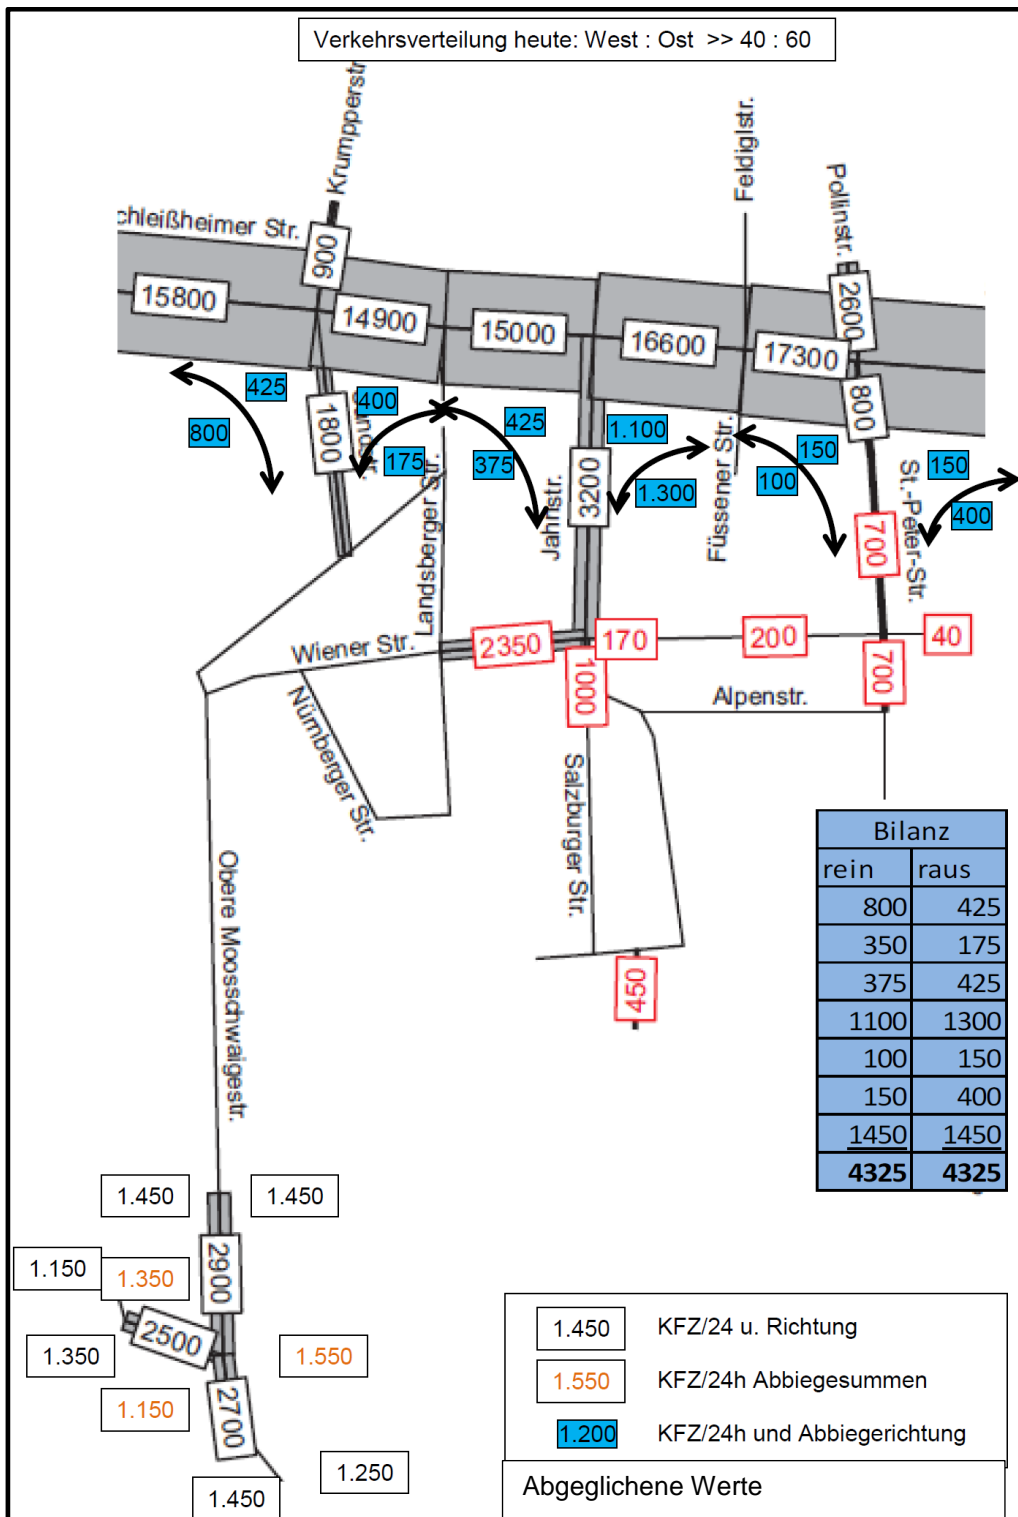 Verkehrsverteilung heute: West : Ost >> 40 : 60
Krumpperstr
Feldiglstr.
Pollinstr.
chleißheimer Str.
900
2600
15800
14900
15000
16600
17300
425
800
1800
400
175
425
375
3200
1.100
1.300
150
100
800
150
400
Landsberger Str.
Jahnstr.
Füssener Str.
St.-Peter-Str.
700
Wiener Str.
2350
170
200
40
1000
700
Alpenstr.
Nürnberger Str.
Salzburger Str.
Obere Moosschwaigestr.
450
Bilanz
rein raus
800 425
350 175
375 425
1100 1300
100 150
150 400
1450 1450
4325 4325
1.450
1.450
2900
1.150
1.350
2500
1.350
1.550
1.150
2700
1.250
1.450
1.450 KFZ/24 u. Richtung
1.550 KFZ/24h Abbiegesummen
1.200 KFZ/24h und Abbiegerichtung
Abgeglichene Werte